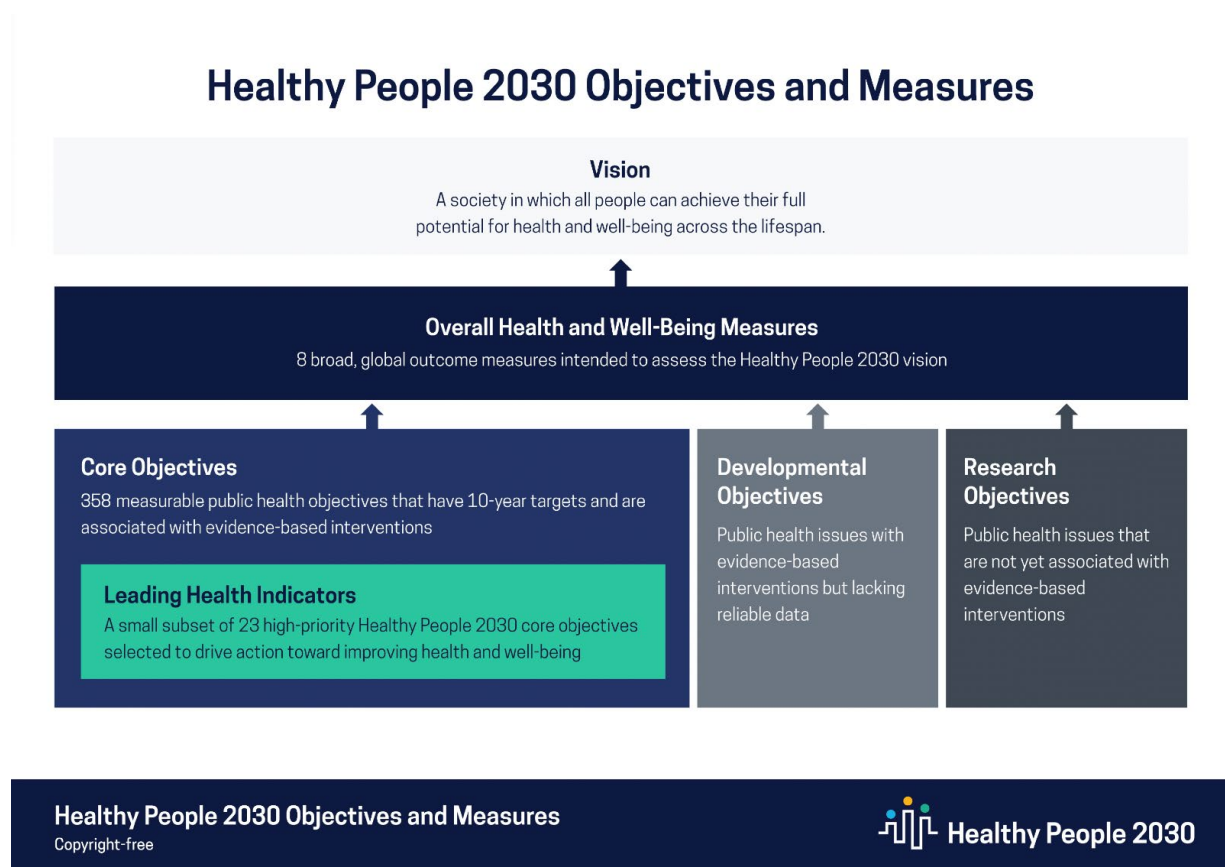 Healthy People 2030 Objectives and Measures
Vision
A society in which all people can achieve their full
potential for health and well-being across the lifespan.
Overall Health and Well-Being Measures
8 broad, global outcome measures intended to assess the Healthy People 2030 vision
Core Objectives
358 measurable public health objectives that have 10-year targets and are
associated with evidence-based interventions
Leading Health Indicators
A small subset of 23 high-priority Healthy People 2030 core objectives
selected to drive action toward improving health and well-being
Developmental
Objectives
Public health issues with
evidence-based
interventions but lacking
reliable data
Research
Objectives
Public health issues that
are not yet associated with
evidence-based
interventions
Healthy People 2030 Objectives and Measures
Copyright-free
Healthy People 2030